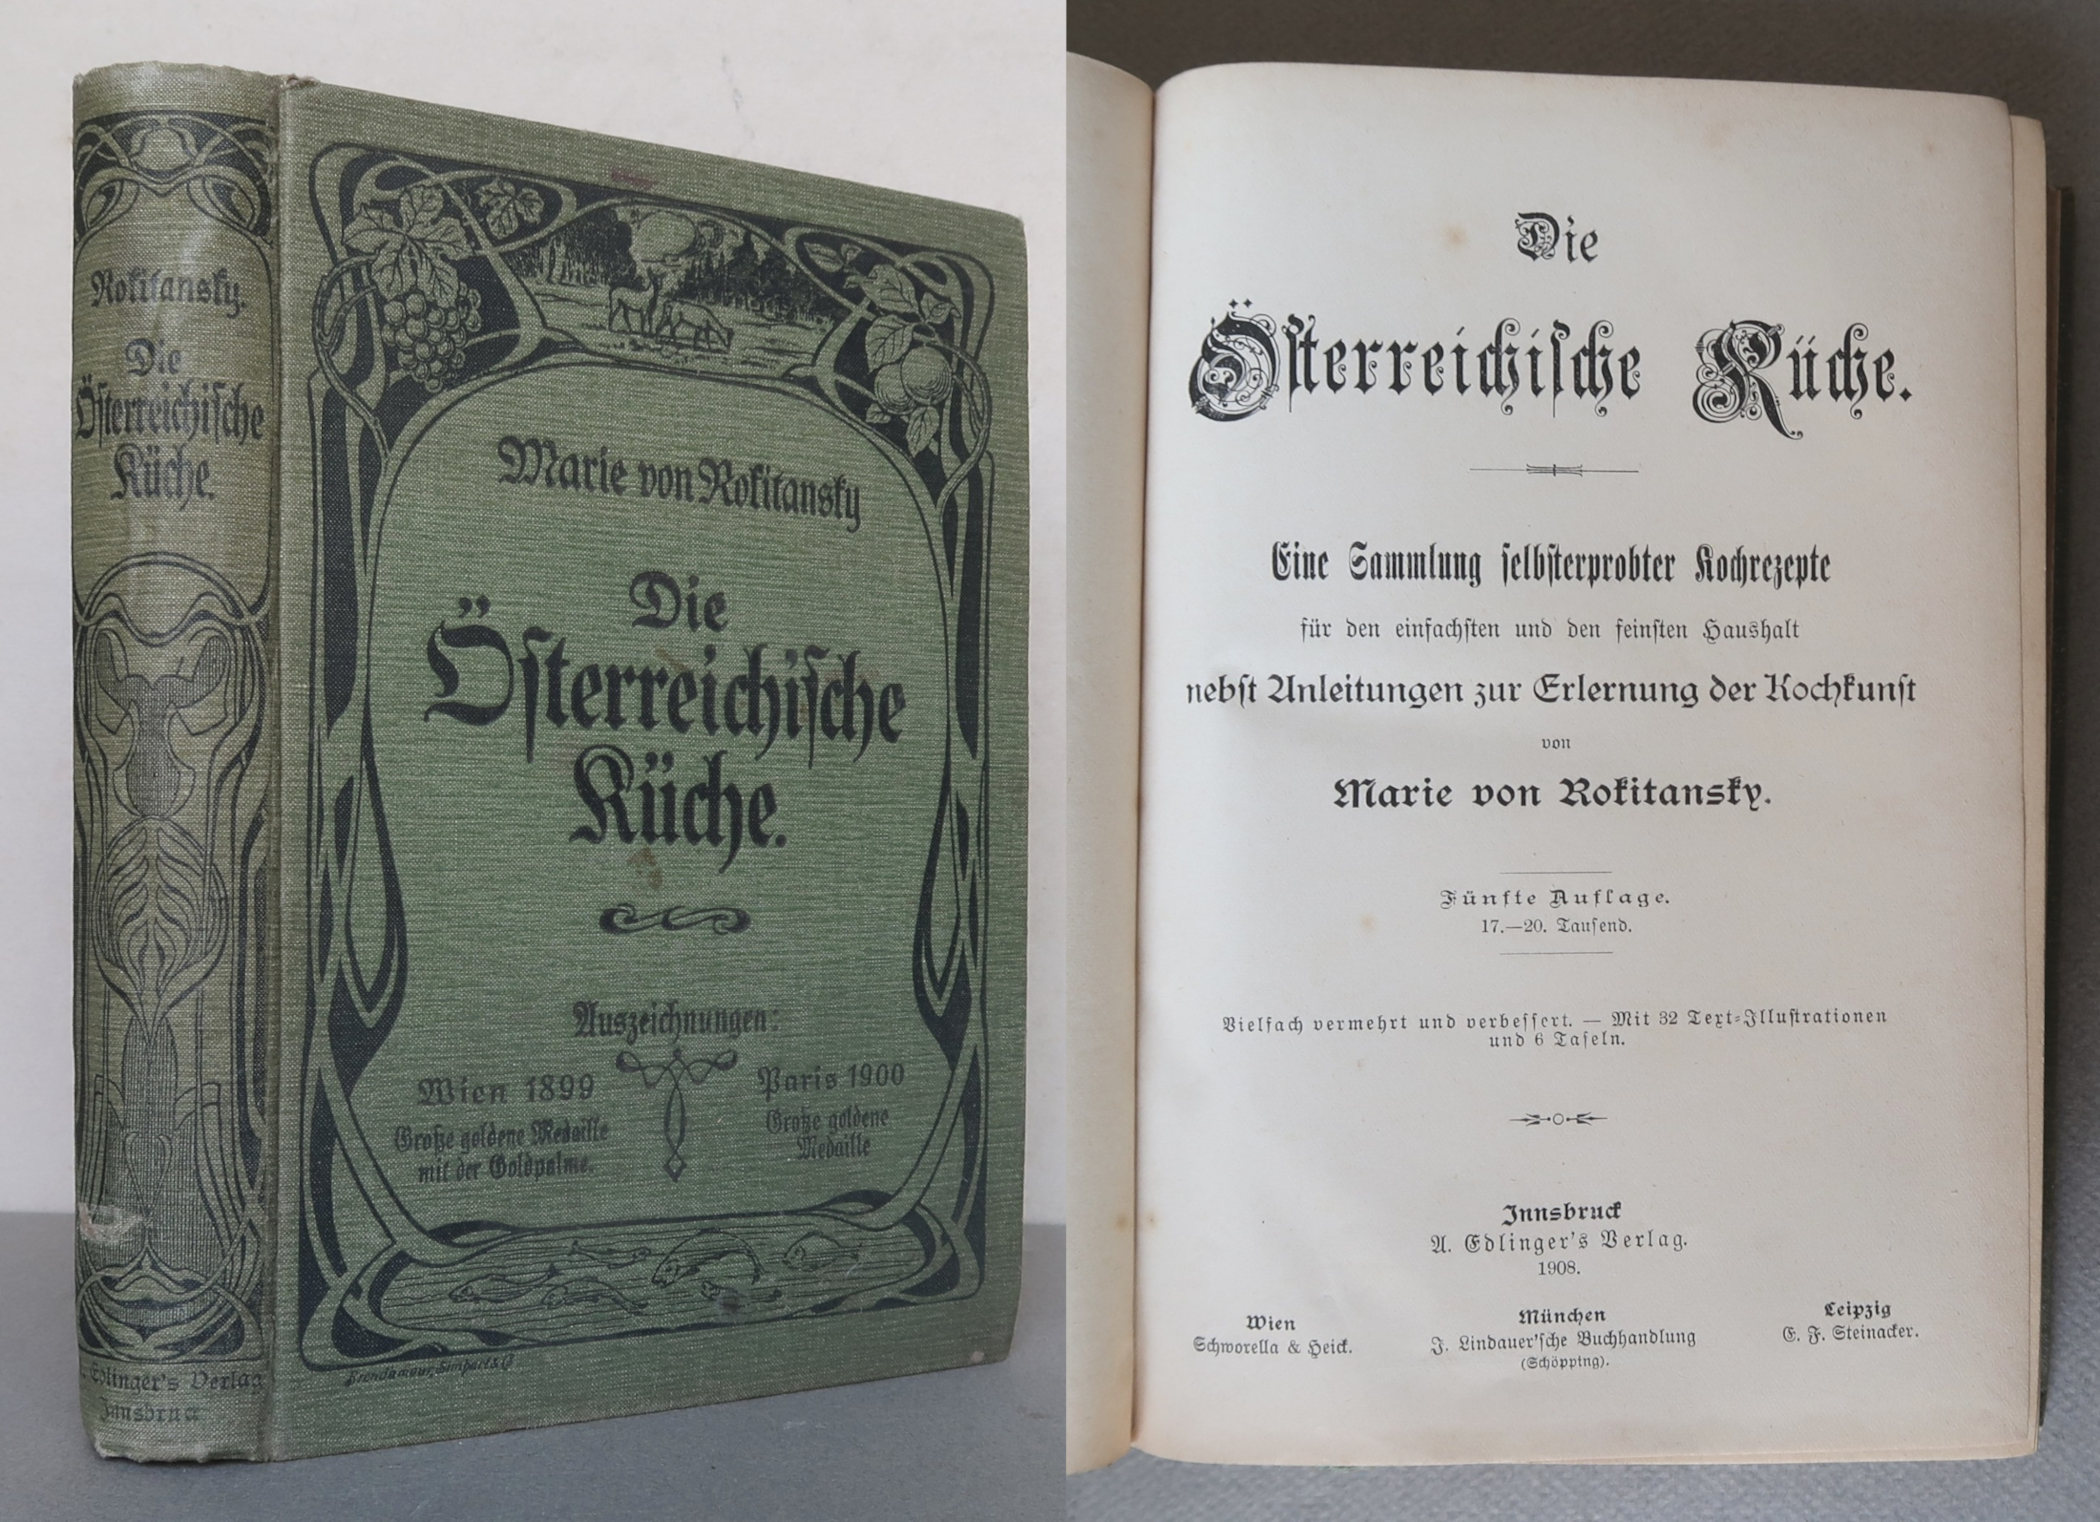 Rokitansky.
Die
Österreichische
Küche.
Edlinger's Verlag
Innsbruck
Marie von Rokitansky
Die
Österreichische
Küche.
Auszeichnungen:
Wien 1899
Große goldene Medaille
mit der Goldpalme.
Paris 1900
Große goldene
Medaille
Brend'amour, Simhart & Co
Die
Österreichische Küche.
Eine Sammlung selbsterprobter Kochrezepte
für den einfachsten und den feinsten Haushalt
nebst Anleitungen zur Erlernung der Kochkunst
von
Marie von Rokitansky.
Fünfte Auflage.
17.—20. Tausend.
Vielfach vermehrt und verbessert. — Mit 32 Text-Illustrationen
und 6 Tafeln.
Innsbruck
A. Edlinger's Verlag.
1908.
Wien
Schworella & Heick.
München
J. Lindauer'sche Buchhandlung
(Schöpping).
Leipzig
E. F. Steinacker.